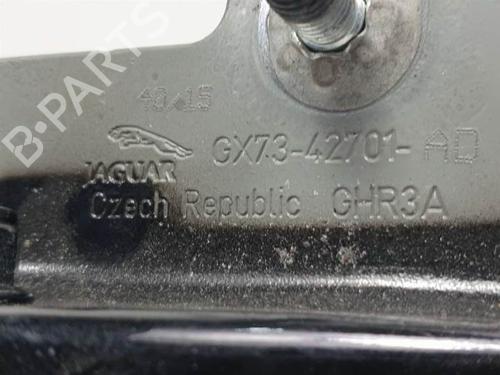 40/15
JAGUAR GX73-42701-AD
Czech Republic GHR3A
B-PARTS